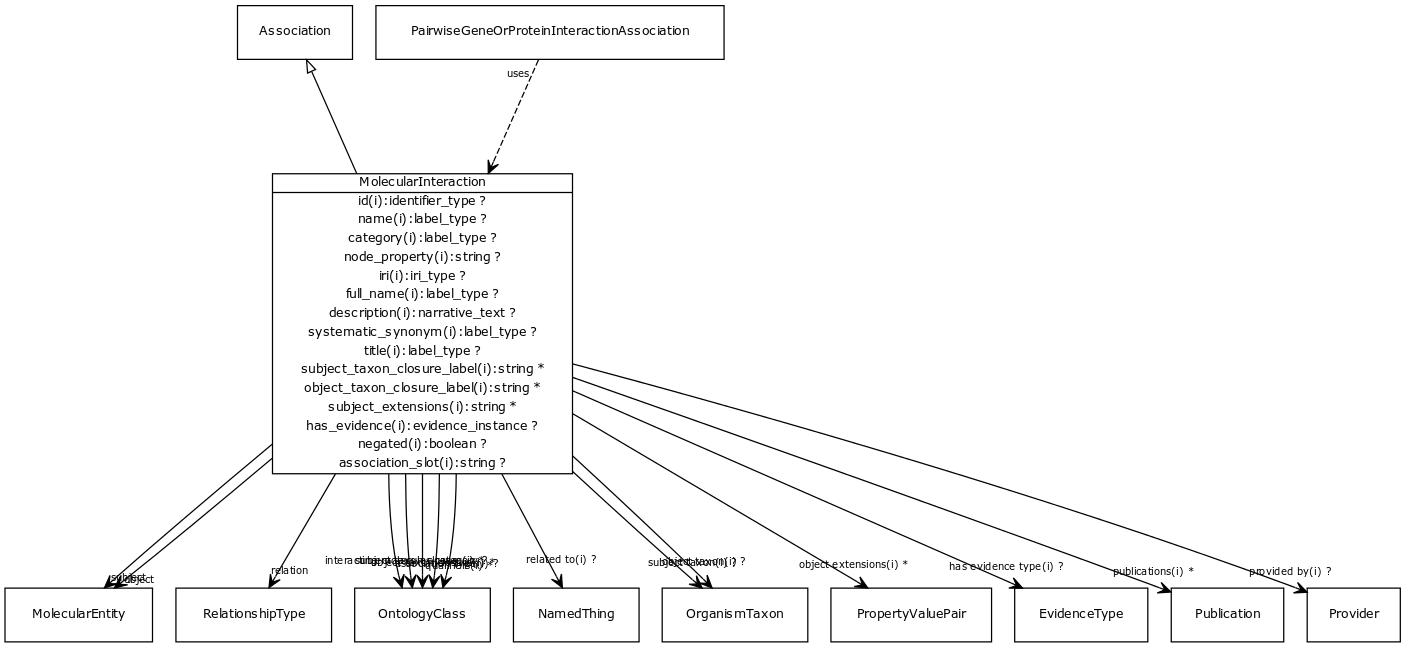 Association
PairwiseGeneOrProteinInteractionAssociation
uses
MolecularInteraction
id(i):identifier_type ?
name(i):label_type ?
category(i):label_type ?
node_property(i):string ?
iri(i):iri_type ?
full_name(i):label_type ?
description(i):narrative_text ?
systematic_synonym(i):label_type ?
title(i):label_type ?
subject_taxon_closure_label(i):string *
object_taxon_closure_label(i):string *
subject_extensions(i):string *
has_evidence(i):evidence_instance ?
negated(i):boolean ?
association_slot(i):string ?
subject
object
relation
related to(i) ?
subject taxon(i) ?
object taxon(i) ?
object extensions(i) *
has evidence type(i) ?
publications(i) *
provided by(i) ?
MolecularEntity
RelationshipType
OntologyClass
NamedThing
OrganismTaxon
PropertyValuePair
EvidenceType
Publication
Provider